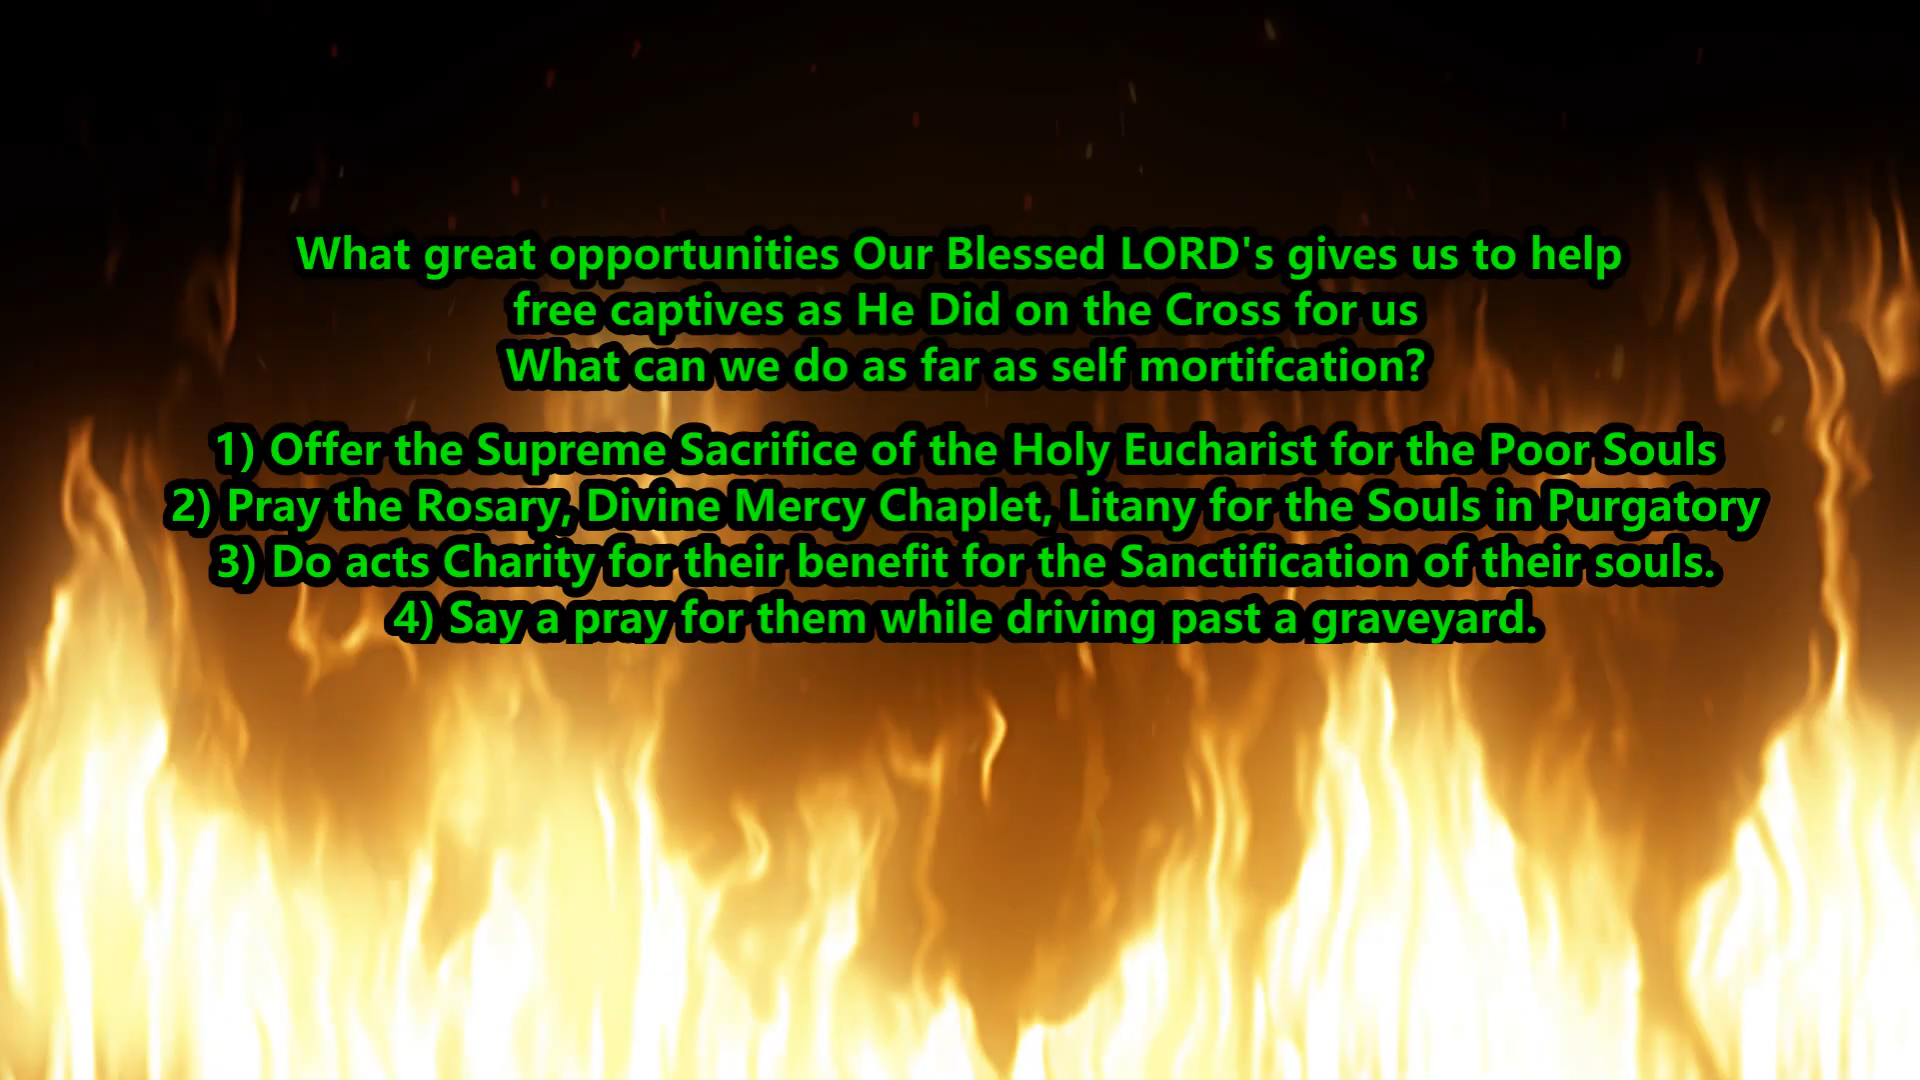 What great opportunities Our Blessed LORD's gives us to help
free captives as He Did on the Cross for us
What can we do as far as self mortifcation?
1) Offer the Supreme Sacrifice of the Holy Eucharist for the Poor Souls
2) Pray the Rosary, Divine Mercy Chaplet, Litany for the Souls in Purgatory
3) Do acts Charity for their benefit for the Sanctification of their souls.
4) Say a pray for them while driving past a graveyard.